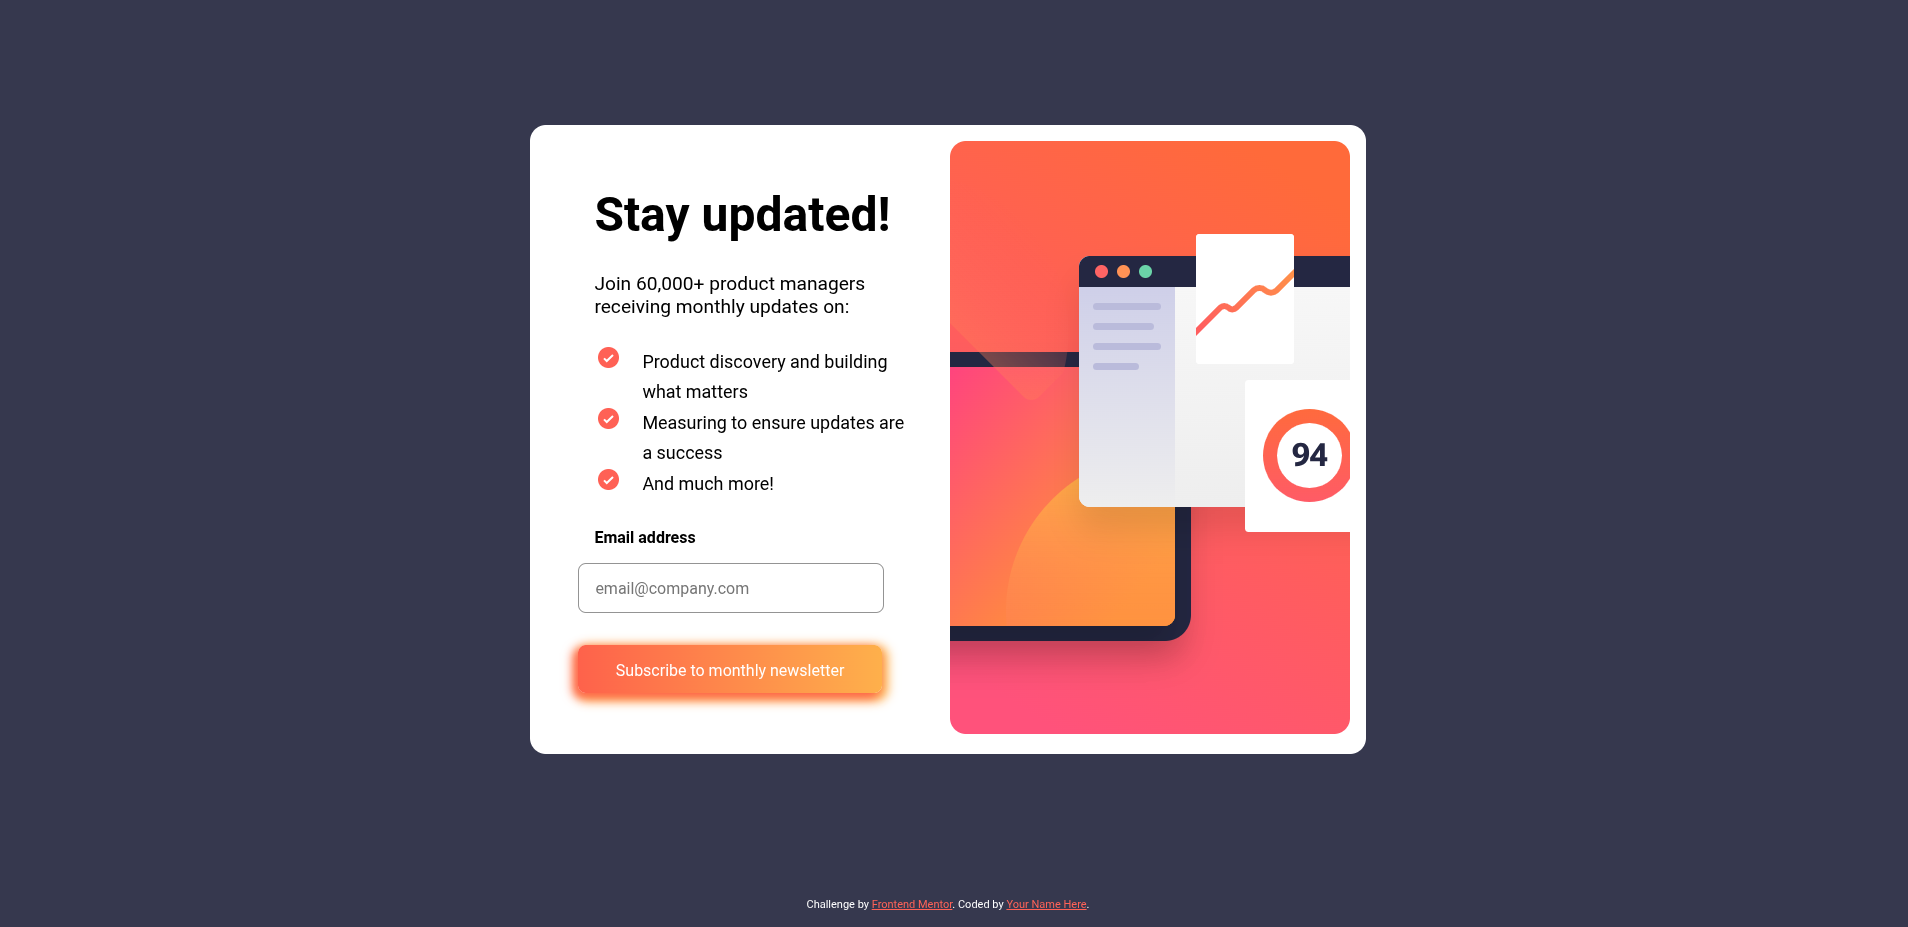 Stay updated!
Join 60,000+ product managers
receiving monthly updates on:
Product discovery and building
what matters
Measuring to ensure updates are
a success
And much more!
Email address
email@company.com
Subscribe to monthly newsletter
94
Challenge by Frontend Mentor. Coded by Your Name Here.